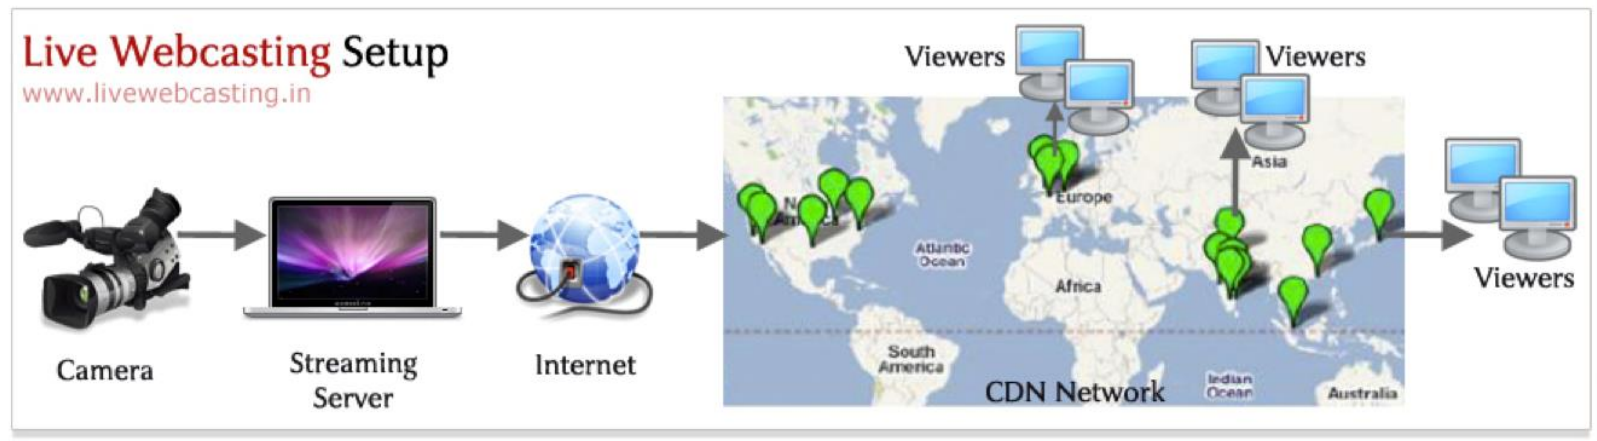 Live Webcasting Setup
www.livewebcasting.in
Viewers
Viewers
Asia
Europe
N
America
Atlantic
Ocean
Africa
Viewers
South
America
CDN Network
Indian
Ocean
Australia
Camera
Streaming
Server
Internet